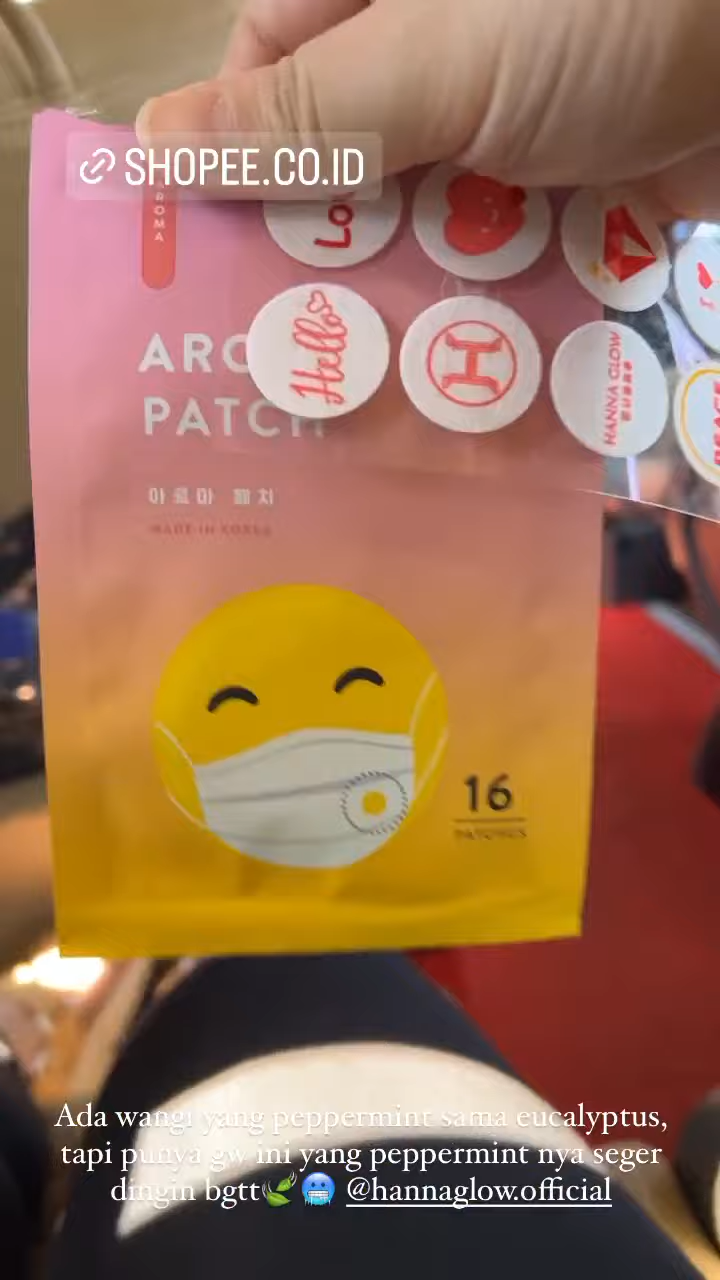 SHOPEE.CO.ID
AROMA
Lo
Hello
HANNA GLOW
ARO
PATCH
아로마 패치
MADE IN KOREA
16
PATCHES
Ada wangi yang peppermint sama eucalyptus,
tapi punya gw ini yang peppermint nya seger
dingin bgtt🌿🥶 @hannaglow.official